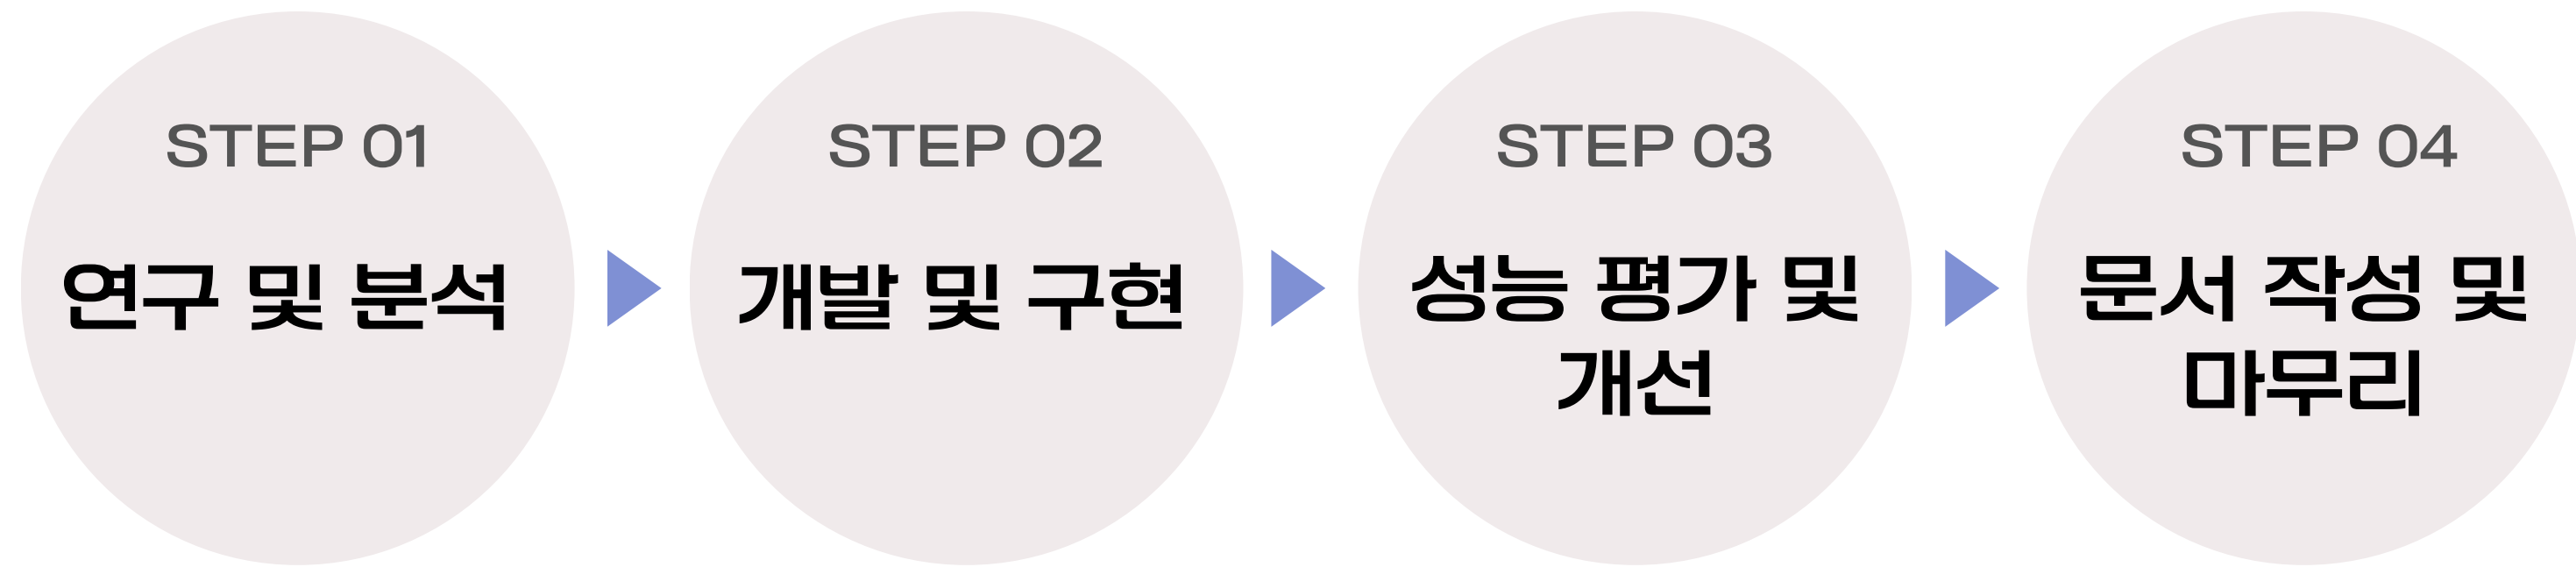 STEP 01
연구 및 분석
STEP 02
개발 및 구현
STEP 03
성능 평가 및
개선
STEP 04
문서 작성 및
마무리